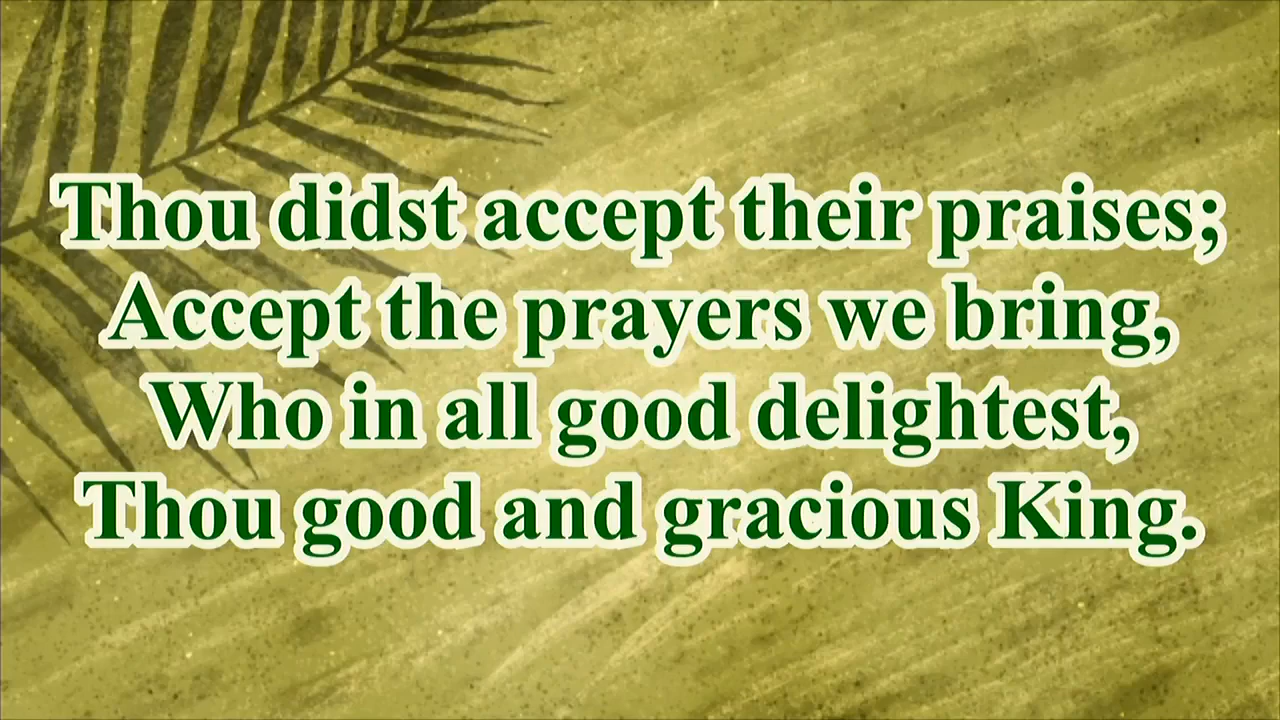 Thou didst accept their praises;
Accept the prayers we bring,
Who in all good delightest,
Thou good and gracious King.